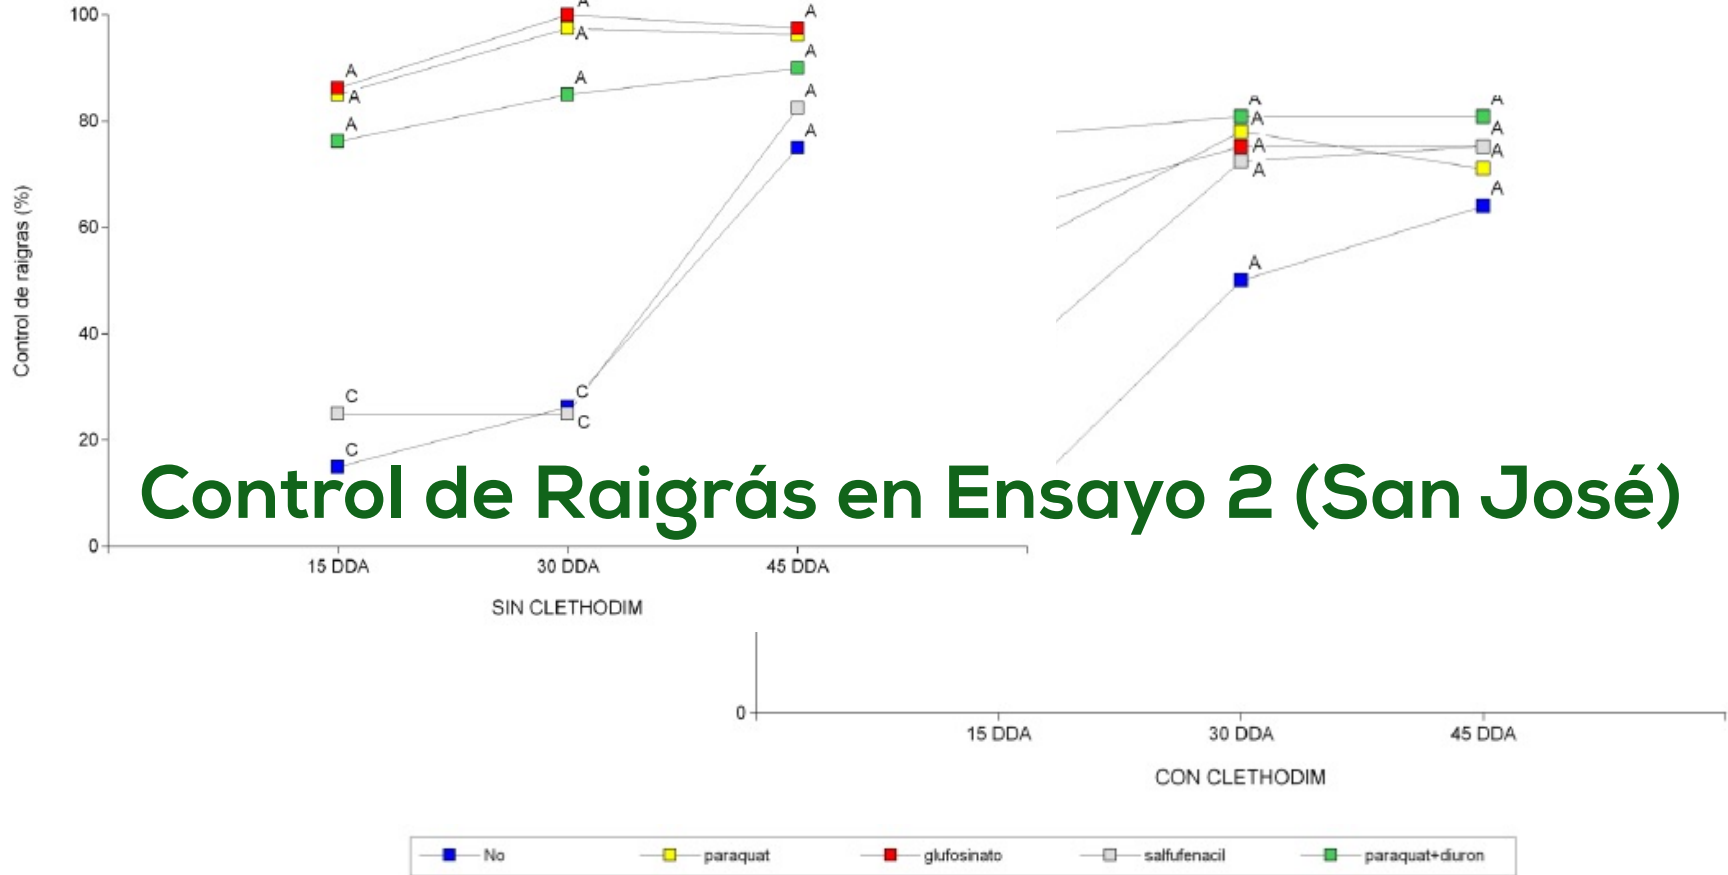 100
A
A
A
A
A
A
A
A
A
A
A
A
80
A
A
A
A
A
A
A
A
60
A
Control de raigras (%)
40
C
C
C
20
C
Control de Raigrás en Ensayo 2 (San José)
0
15 DDA 30 DDA 45 DDA
SIN CLETHODIM
0
15 DDA 30 DDA 45 DDA
CON CLETHODIM
No paraquat glufosinato salfufenacil paraquat+diuron